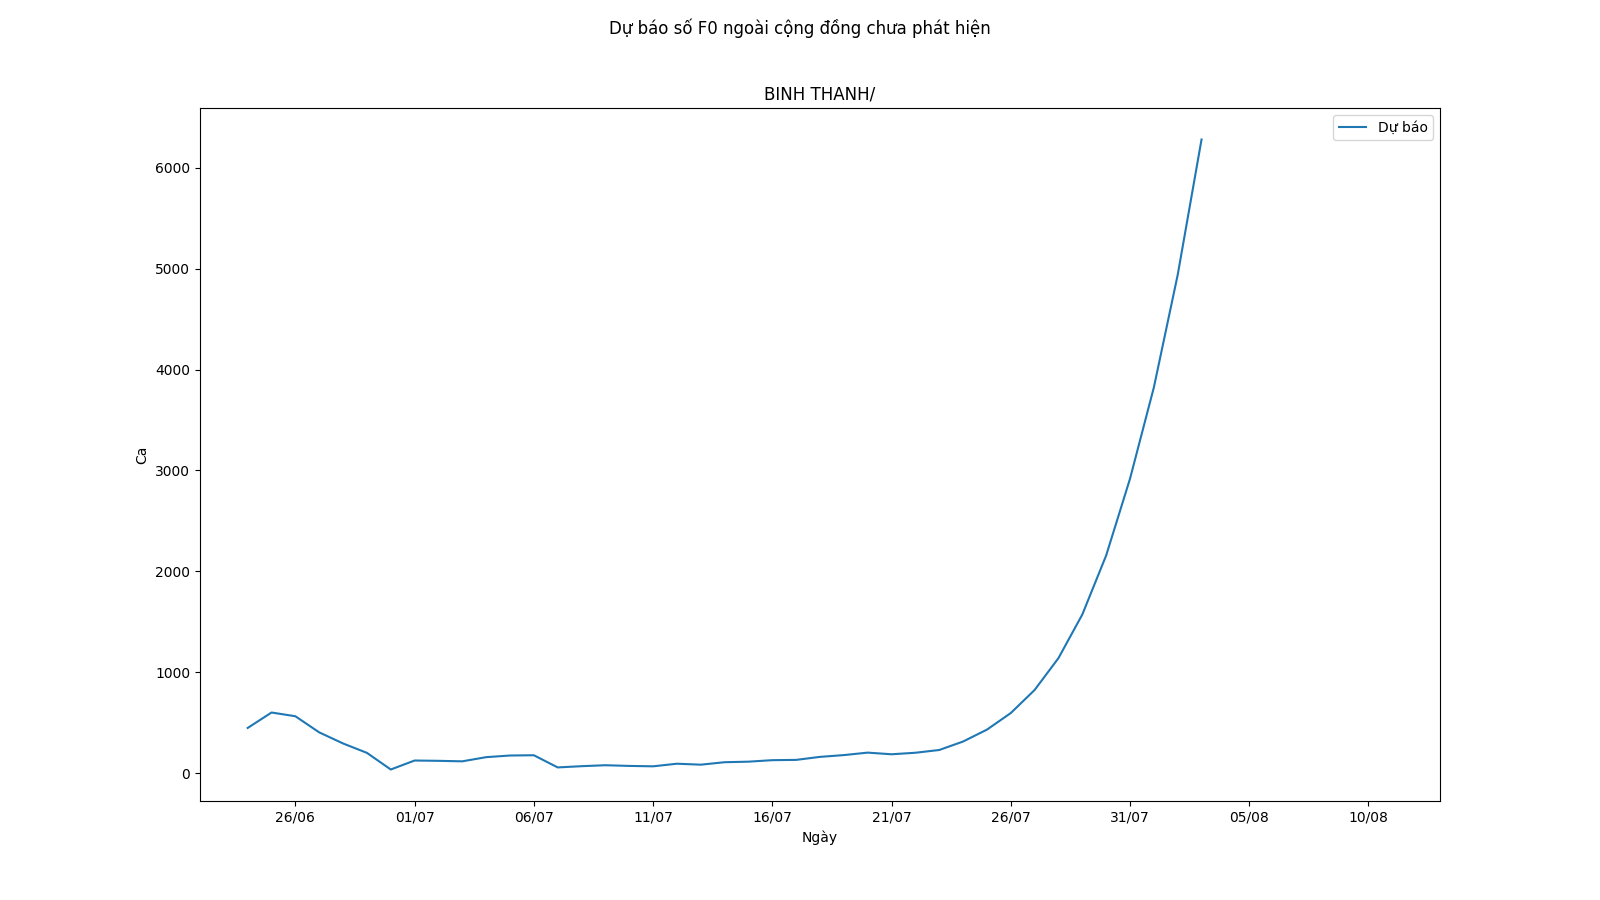 Dự báo số F0 ngoài cộng đồng chưa phát hiện
BINH THANH/
Dự báo
6000
5000
4000
3000
2000
1000
0
Ca
26/06 01/07 06/07 11/07 16/07 21/07 26/07 31/07 05/08 10/08
Ngày